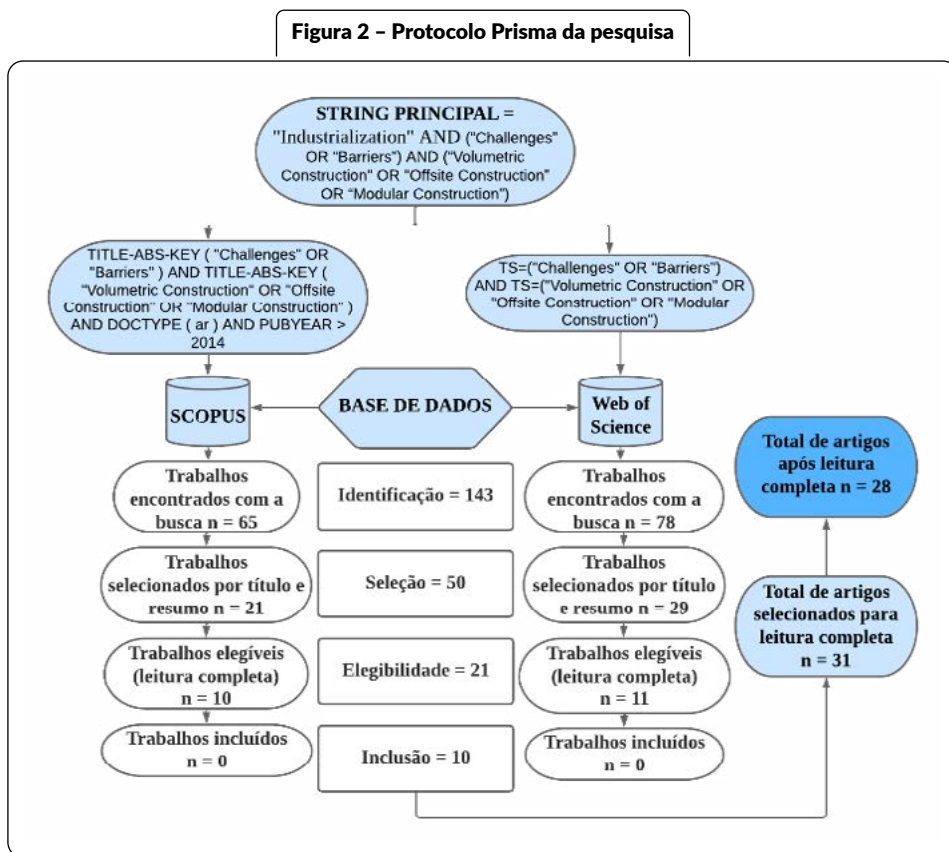 Figura 2 – Protocolo Prisma da pesquisa
STRING PRINCIPAL =
"Industrialization" AND ("Challenges"
OR "Barriers") AND ("Volumetric
Construction" OR "Offsite Construction"
OR "Modular Construction")
TITLE-ABS-KEY ( "Challenges" OR
"Barriers" ) AND TITLE-ABS-KEY (
"Volumetric Construction" OR "Offsite
Construction" OR "Modular Construction" )
AND DOCTYPE ( ar ) AND PUBYEAR >
2014
TS=("Challenges" OR "Barriers")
AND TS=("Volumetric Construction" OR
"Offsite Construction" OR "Modular
Construction")
SCOPUS
BASE DE DADOS
Web of
Science
Trabalhos
encontrados com a
busca n = 65
Identificação = 143
Trabalhos
encontrados com a
busca n = 78
Total de artigos
após leitura
completa n = 28
Trabalhos
selecionados por título e
resumo n = 21
Seleção = 50
Trabalhos
selecionados por título
e resumo n = 29
Total de artigos
selecionados para
leitura completa
n = 31
Trabalhos elegíveis
(leitura completa)
n = 10
Elegibilidade = 21
Trabalhos elegíveis
(leitura completa)
n = 11
Trabalhos incluídos
n = 0
Inclusão = 10
Trabalhos incluídos
n = 0